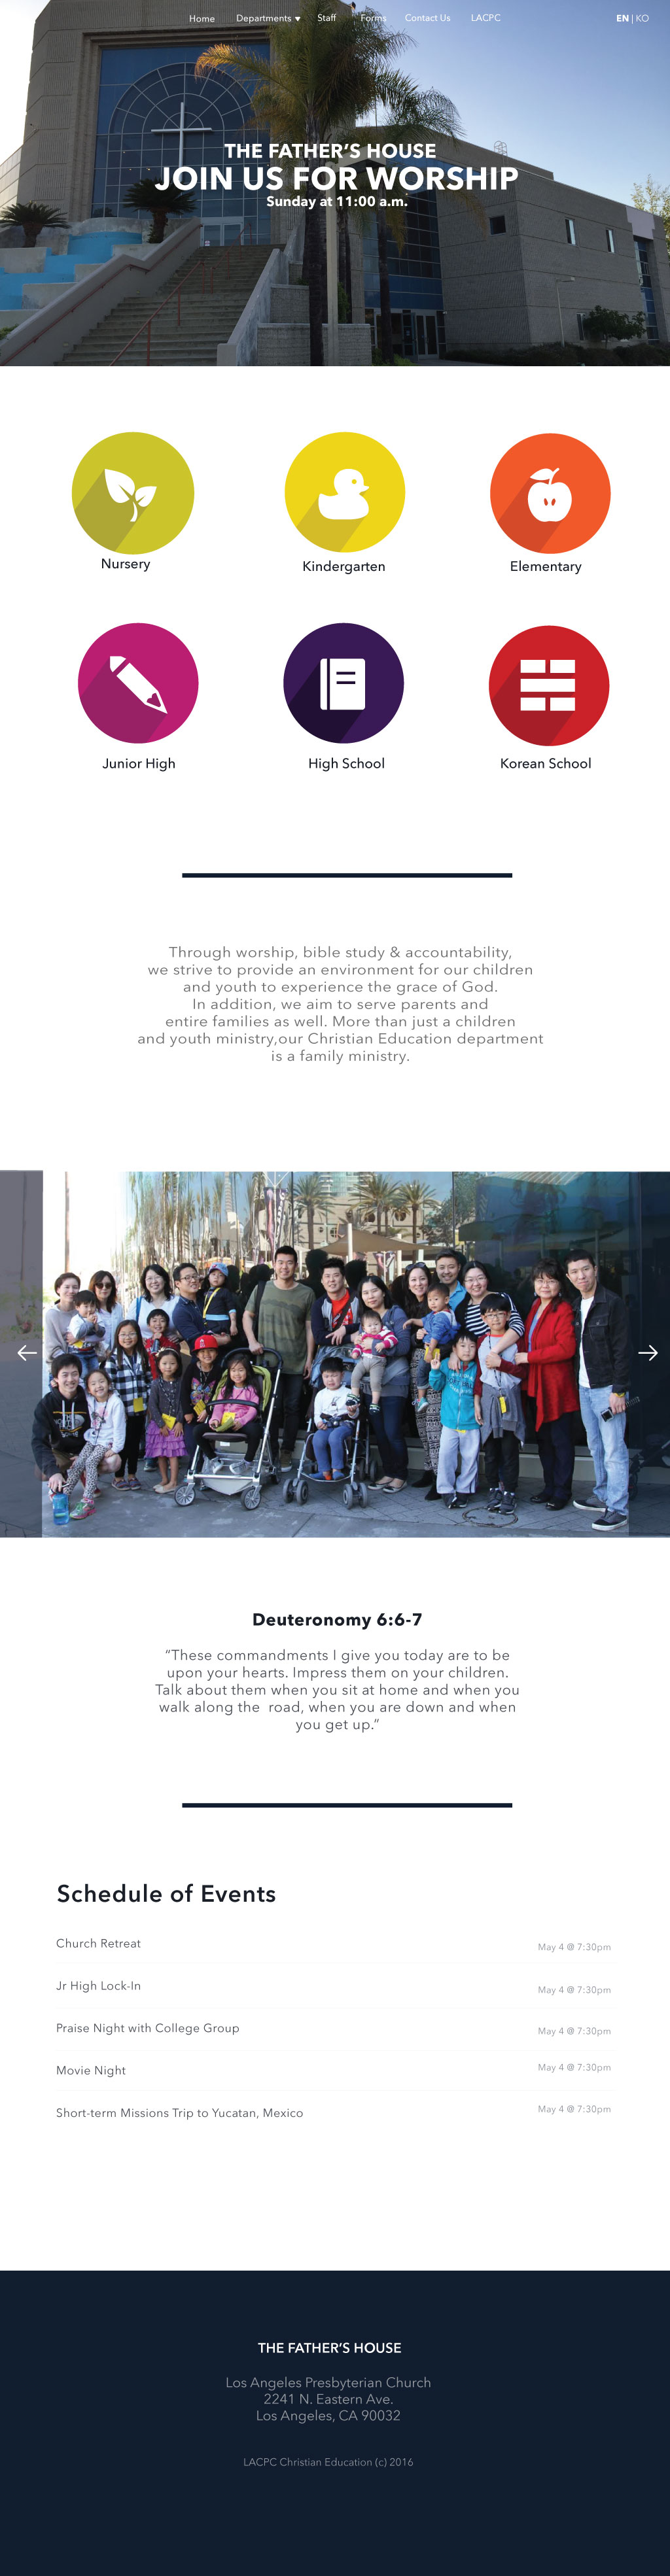 Home Departments ▼ Staff Forms Contact Us LACPC EN | KO
THE FATHER’S HOUSE
JOIN US FOR WORSHIP
Sunday at 11:00 a.m.
Nursery Kindergarten Elementary
Junior High High School Korean School
Through worship, bible study & accountability,
we strive to provide an environment for our children
and youth to experience the grace of God.
In addition, we aim to serve parents and
entire families as well. More than just a children
and youth ministry,our Christian Education department
is a family ministry.
Deuteronomy 6:6-7
“These commandments I give you today are to be
upon your hearts. Impress them on your children.
Talk about them when you sit at home and when you
walk along the road, when you are down and when
you get up.”
Schedule of Events
Church Retreat May 4 @ 7:30pm
Jr High Lock-In May 4 @ 7:30pm
Praise Night with College Group May 4 @ 7:30pm
Movie Night May 4 @ 7:30pm
Short-term Missions Trip to Yucatan, Mexico May 4 @ 7:30pm
THE FATHER’S HOUSE
Los Angeles Presbyterian Church
2241 N. Eastern Ave.
Los Angeles, CA 90032
LACPC Christian Education (c) 2016